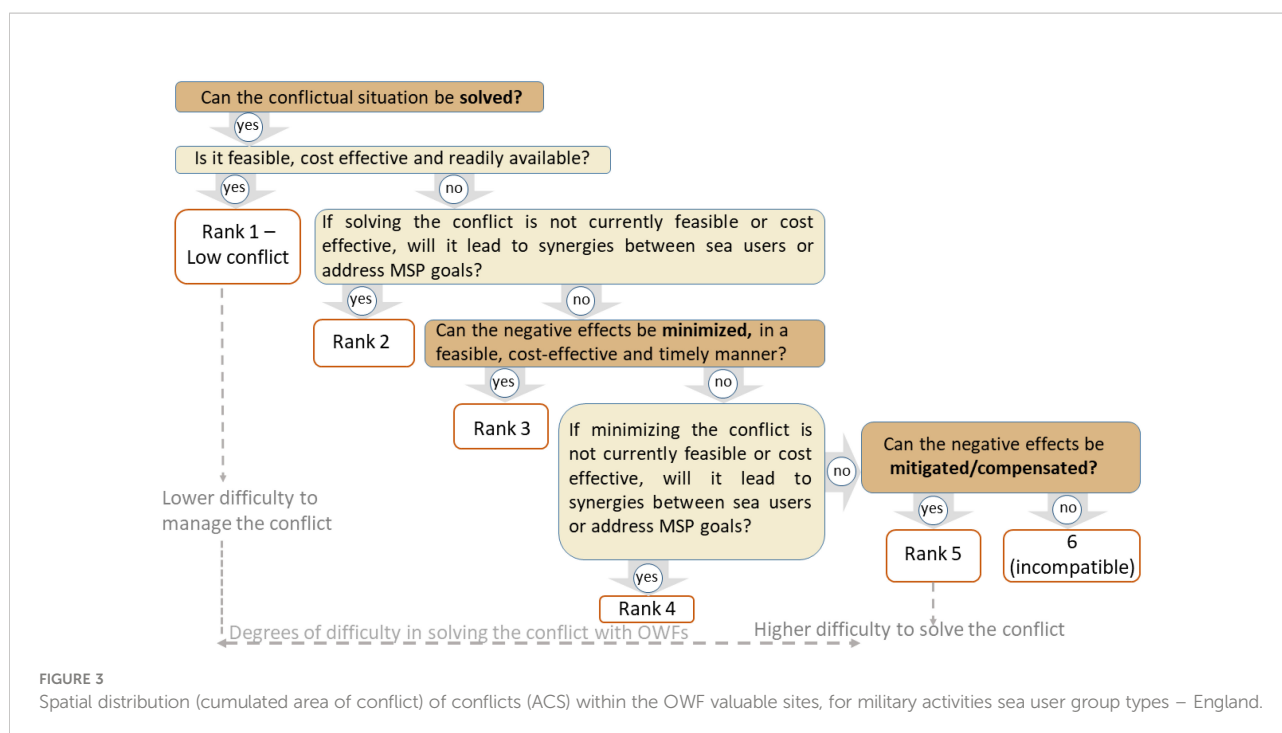 Can the conflictual situation be solved?
yes
Is it feasible, cost effective and readily available?
yes
no
Rank 1 –
Low conflict
If solving the conflict is not currently feasible or cost
effective, will it lead to synergies between sea users or
address MSP goals?
yes
no
Rank 2
Can the negative effects be minimized, in a
feasible, cost-effective and timely manner?
yes
no
Rank 3
If minimizing the conflict is
not currently feasible or cost
effective, will it lead to
synergies between sea users
or address MSP goals?
no
Can the negative effects be
mitigated/compensated?
yes
no
Rank 5
6
(incompatible)
yes
Rank 4
Lower difficulty to
manage the conflict
Degrees of difficulty in solving the conflict with OWFs
Higher difficulty to solve the conflict
FIGURE 3
Spatial distribution (cumulated area of conflict) of conflicts (ACS) within the OWF valuable sites, for military activities sea user group types – England.